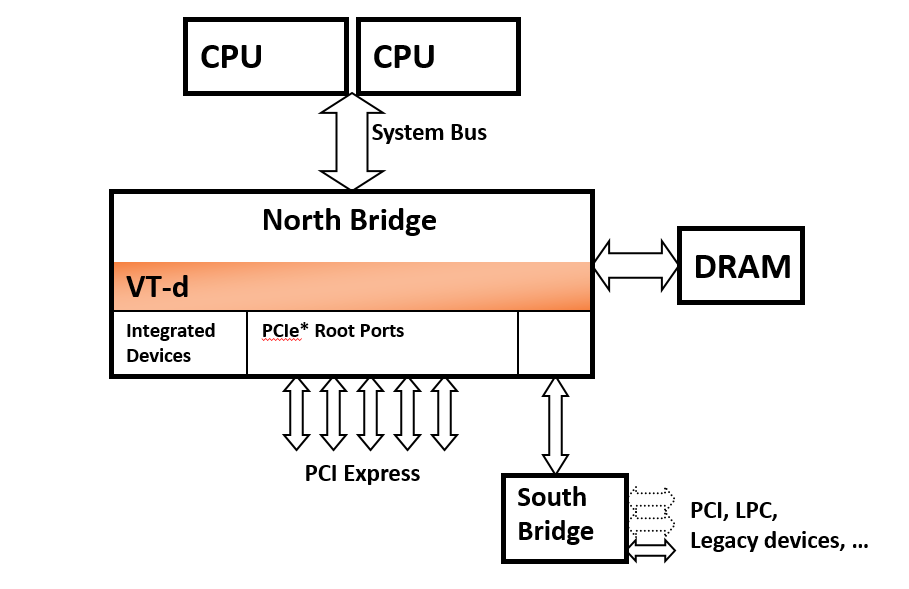 CPU
CPU
System Bus
North Bridge
VT-d
DRAM
Integrated
Devices
PCIe* Root Ports
PCI Express
South
Bridge
PCI, LPC,
Legacy devices, ...